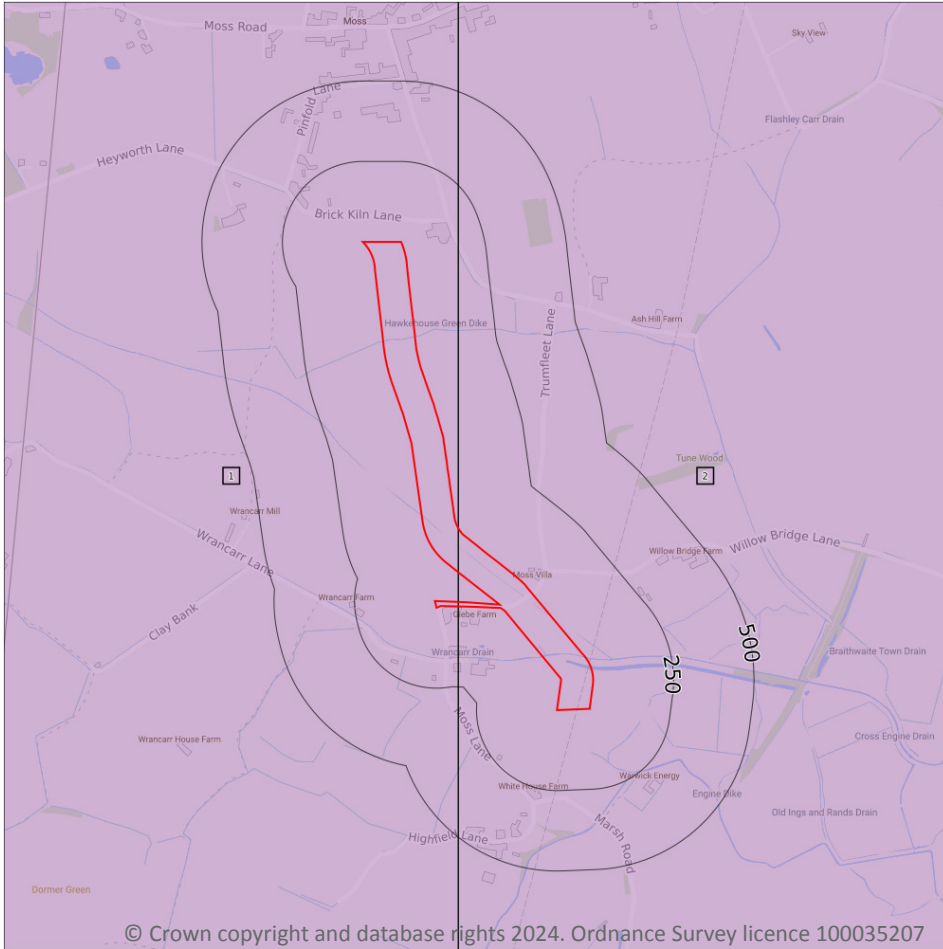 Moss Road
Moss
Sky View
Pinfold Lane
Flashley Carr Drain
Heyworth Lane
Brick Kiln Lane
Hawkehouse Green Dike
Ash Hill Farm
Trumfleet Lane
Tune Wood
1
2
Wrancarr Mill
Wrancarr Lane
Willow Bridge Lane
Willow Bridge Farm
Moss Villa
Wrancarr Farm
Clay Bank
Glebe Farm
500
250
Wrancarr Drain
Braithwaite Town Drain
Moss Lane
Wrancarr House Farm
Cross Engine Drain
Warwick Energy
White House Farm
Engine Dike
Old Ings and Rands Drain
Marsh Road
Highfield Lane
Dormer Green
© Crown copyright and database rights 2024. Ordnance Survey licence 100035207